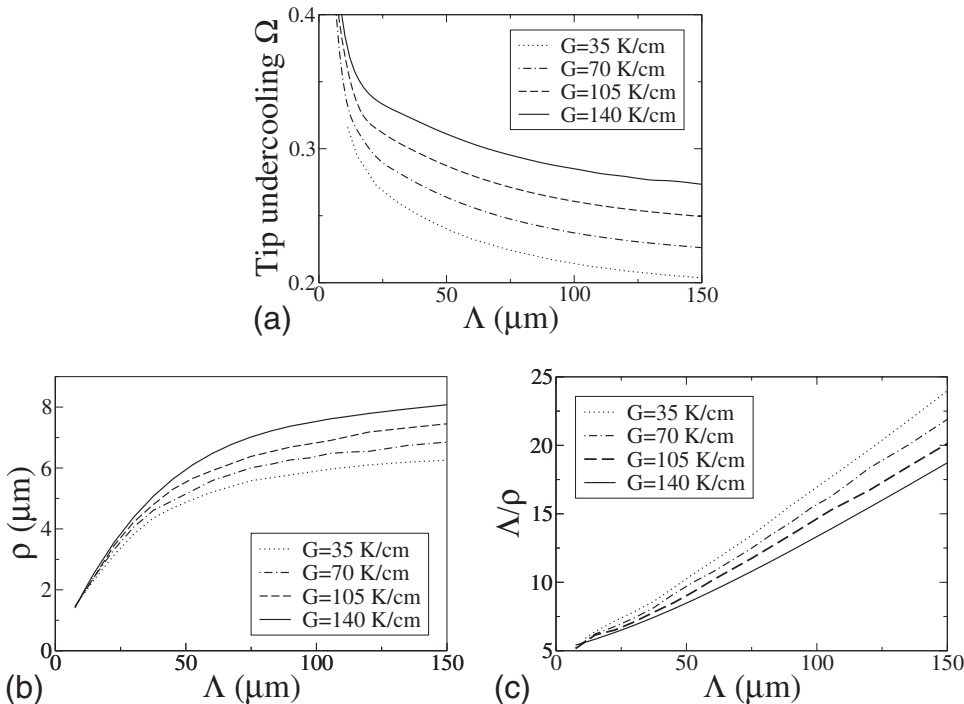 0.4
0.3
0.2
Tip undercooling Ω
G=35 K/cm
G=70 K/cm
G=105 K/cm
G=140 K/cm
0 50 100 150
Λ (μm)
(a)
8
6
4
2
0
ρ (μm)
G=35 K/cm
G=70 K/cm
G=105 K/cm
G=140 K/cm
0 50 100 150
Λ (μm)
(b)
25
20
15
10
5
Λ/ρ
G=35 K/cm
G=70 K/cm
G=105 K/cm
G=140 K/cm
0 50 100 150
Λ (μm)
(c)